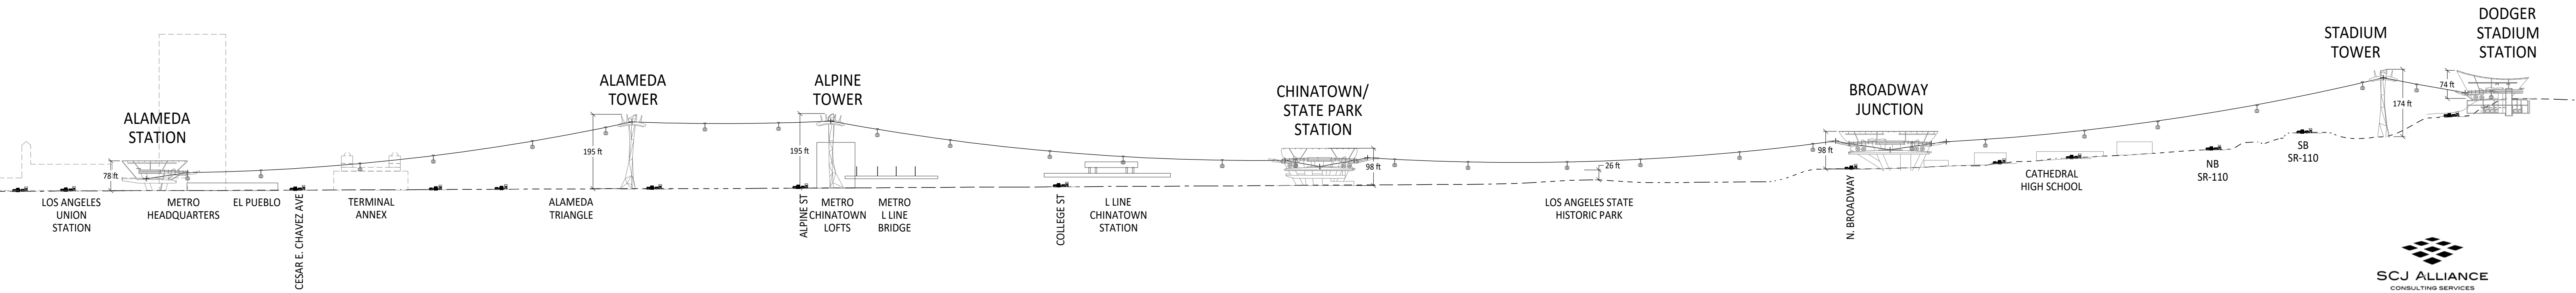 ALAMEDA
STATION
78 ft
LOS ANGELES
UNION
STATION
METRO
HEADQUARTERS
EL PUEBLO
CESAR E. CHAVEZ AVE
TERMINAL
ANNEX
ALAMEDA
TRIANGLE
ALAMEDA
TOWER
195 ft
ALPINE
TOWER
195 ft
ALPINE ST
METRO
CHINATOWN
LOFTS
METRO
L LINE
BRIDGE
COLLEGE ST
L LINE
CHINATOWN
STATION
CHINATOWN/
STATE PARK
STATION
98 ft
26 ft
LOS ANGELES STATE
HISTORIC PARK
BROADWAY
JUNCTION
98 ft
N. BROADWAY
CATHEDRAL
HIGH SCHOOL
NB
SR-110
SB
SR-110
STADIUM
TOWER
174 ft
DODGER
STADIUM
STATION
74 ft
SCJ ALLIANCE
CONSULTING SERVICES